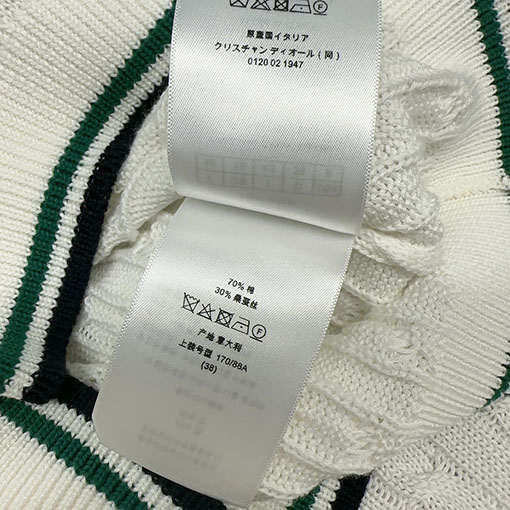 原産国イタリア
クリスチャン ディオール ( 同 )
0120 02 1947
70% 棉
30% 桑蚕丝
产地 意大利
上装号型 170/88A
(38)